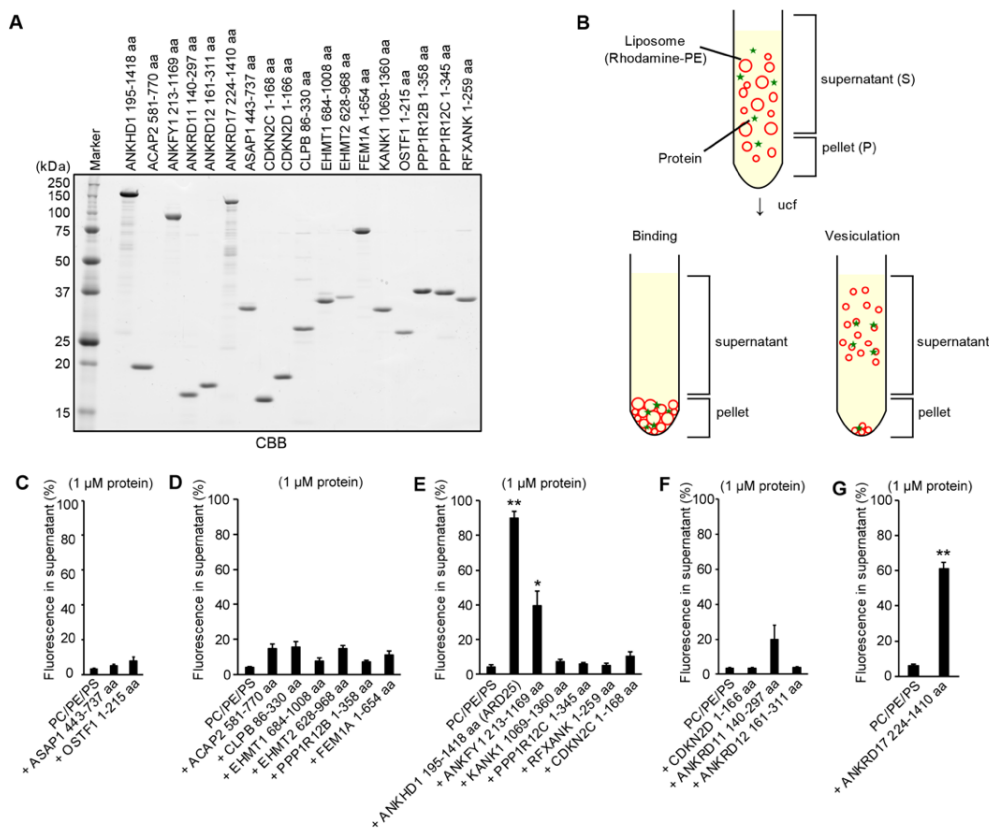 A
Marker
ANKHD1 195-1418 aa
ACAP2 581-770 aa
ANKFY1 213-1169 aa
ANKRD11 140-297 aa
ANKRD12 161-311 aa
ANKRD17 224-1410 aa
ASAP1 443-737 aa
CDKN2C 1-168 aa
CDKN2D 1-166 aa
CLPB 86-330 aa
EHMT1 684-1008 aa
EHMT2 628-968 aa
FEM1A 1-654 aa
KANK1 1069-1360 aa
OSTF1 1-215 aa
PPP1R12B 1-358 aa
PPP1R12C 1-345 aa
RFXANK 1-259 aa
(kDa)
250
150
100
75
50
37
25
20
15
CBB
B
Liposome
(Rhodamine-PE)
Protein
supernatant (S)
pellet (P)
↓ ucf
Binding
Vesiculation
supernatant
pellet
supernatant
pellet
C
(1 µM protein)
Fluorescence in supernatant (%)
100
80
60
40
20
0
PC/PE/PS
+ ASAP1 443-737 aa
+ OSTF1 1-215 aa
D
(1 µM protein)
Fluorescence in supernatant (%)
100
80
60
40
20
0
PC/PE/PS
+ ACAP2 581-770 aa
+ CLPB 86-330 aa
+ EHMT1 684-1008 aa
+ EHMT2 628-968 aa
+ PPP1R12B 1-358 aa
+ FEM1A 1-654 aa
E
(1 µM protein)
Fluorescence in supernatant (%)
100
80
60
40
20
0
**
*
PC/PE/PS
+ ANKHD1 195-1418 aa (ARD25)
+ ANKFY1 213-1169 aa
+ KANK1 1069-1360 aa
+ PPP1R12C 1-345 aa
+ RFXANK 1-259 aa
+ CDKN2C 1-168 aa
F
(1 µM protein)
Fluorescence in supernatant (%)
100
80
60
40
20
0
PC/PE/PS
+ CDKN2D 1-166 aa
+ ANKRD11 140-297 aa
+ ANKRD12 161-311 aa
G
(1 µM protein)
Fluorescence in supernatant (%)
100
80
60
40
20
0
**
PC/PE/PS
+ ANKRD17 224-1410 aa